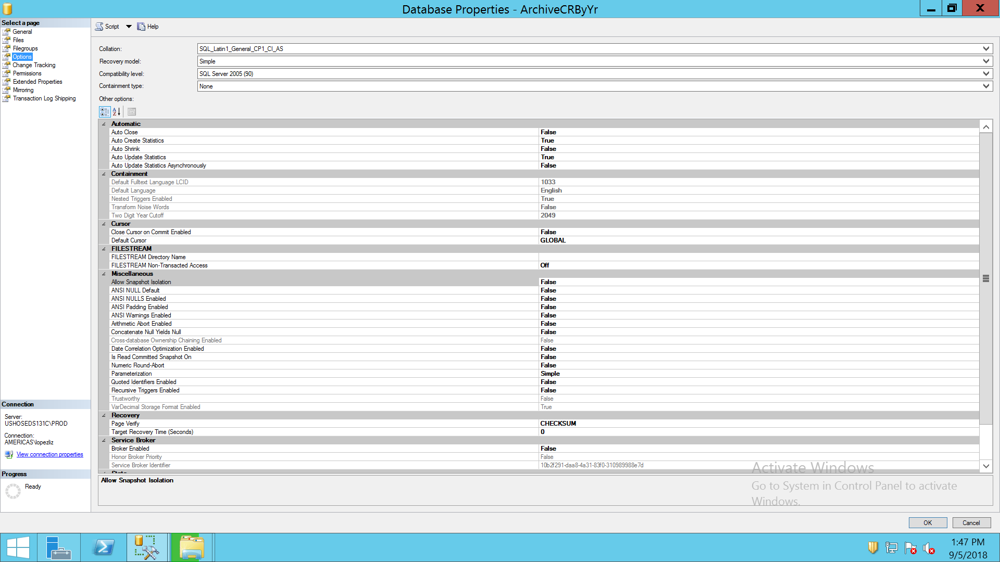 Database Properties - ArchiveCRByYr
Select a page
General
Files
Filegroups
Options
Change Tracking
Permissions
Extended Properties
Mirroring
Transaction Log Shipping
Script
Help
Collation:
SQL_Latin1_General_CP1_CI_AS
Recovery model:
Simple
Compatibility level:
SQL Server 2005 (90)
Containment type:
None
Other options:
Automatic
Auto Close False
Auto Create Statistics True
Auto Shrink False
Auto Update Statistics True
Auto Update Statistics Asynchronously False
Containment
Default Fulltext Language LCID 1033
Default Language English
Nested Triggers Enabled True
Transform Noise Words False
Two Digit Year Cutoff 2049
Cursor
Close Cursor on Commit Enabled False
Default Cursor GLOBAL
FILESTREAM
FILESTREAM Directory Name
FILESTREAM Non-Transacted Access Off
Miscellaneous
Allow Snapshot Isolation False
ANSI NULL Default False
ANSI NULLS Enabled False
ANSI Padding Enabled False
ANSI Warnings Enabled False
Arithmetic Abort Enabled False
Concatenate Null Yields Null False
Cross-database Ownership Chaining Enabled False
Date Correlation Optimization Enabled False
Is Read Committed Snapshot On False
Numeric Round-Abort False
Parameterization Simple
Quoted Identifiers Enabled False
Recursive Triggers Enabled False
Trustworthy False
VarDecimal Storage Format Enabled True
Recovery
Page Verify CHECKSUM
Target Recovery Time (Seconds) 0
Service Broker
Broker Enabled False
Honor Broker Priority False
Service Broker Identifier 10b2f291-daa8-4a31-83f0-310989988e7d
State
Allow Snapshot Isolation
Connection
Server:
USHOSEDS131C\PROD
Connection:
AMERICAS\lopezliz
View connection properties
Progress
Ready
Activate Windows
Go to System in Control Panel to activate
Windows.
OK
Cancel
1:47 PM
9/5/2018